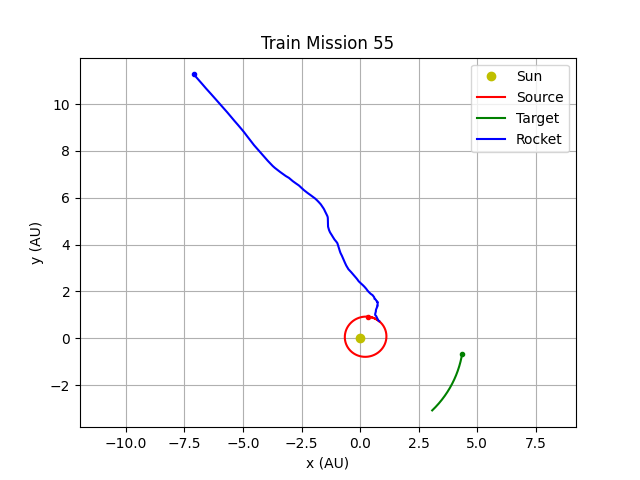 Train Mission 55
Sun
Source
Target
Rocket
10
8
6
4
2
0
−2
y (AU)
−10.0 −7.5 −5.0 −2.5 0.0 2.5 5.0 7.5
x (AU)